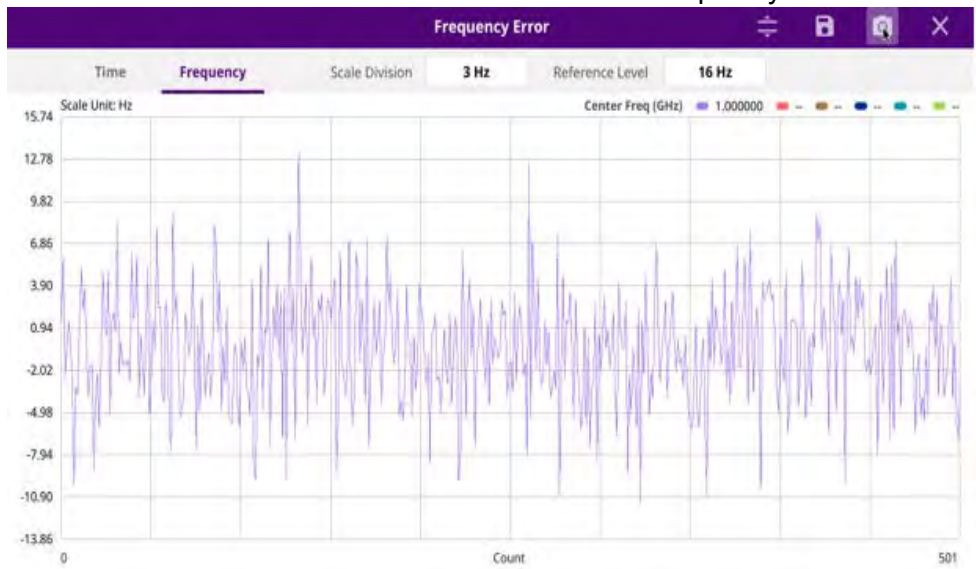 Frequency Error
Time Frequency Scale Division 3 Hz Reference Level 16 Hz
Scale Unit: Hz Center Freq (GHz) 1.000000 -- -- -- -- --
15.74
12.78
9.82
6.86
3.90
0.94
-2.02
-4.98
-7.94
-10.90
-13.86
0 Count 501